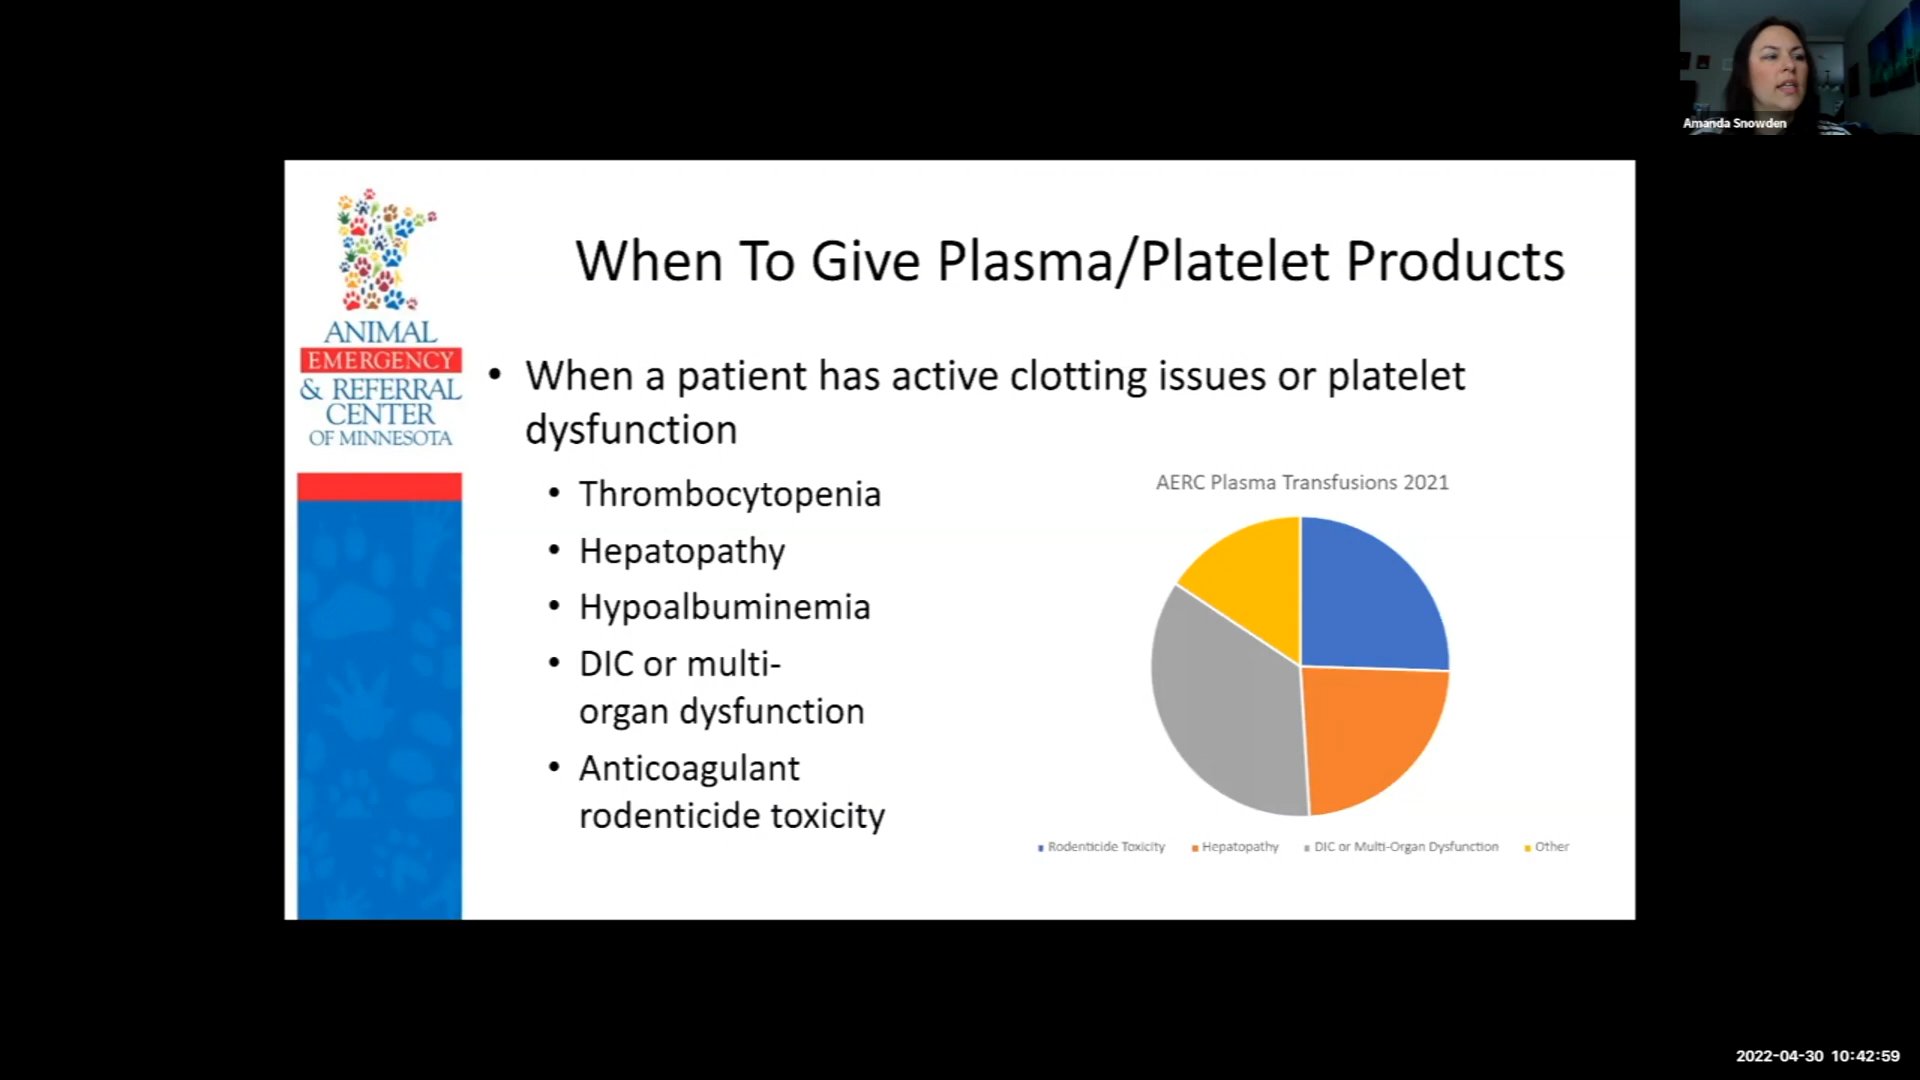 Amanda Snowden
When To Give Plasma/Platelet Products
ANIMAL
EMERGENCY
& REFERRAL
CENTER
OF MINNESOTA
• When a patient has active clotting issues or platelet
dysfunction
• Thrombocytopenia
• Hepatopathy
• Hypoalbuminemia
• DIC or multi-
organ dysfunction
• Anticoagulant
rodenticide toxicity
AERC Plasma Transfusions 2021
Rodenticide Toxicity Hepatopathy DIC or Multi-Organ Dysfunction Other
2022-04-30 10:42:59